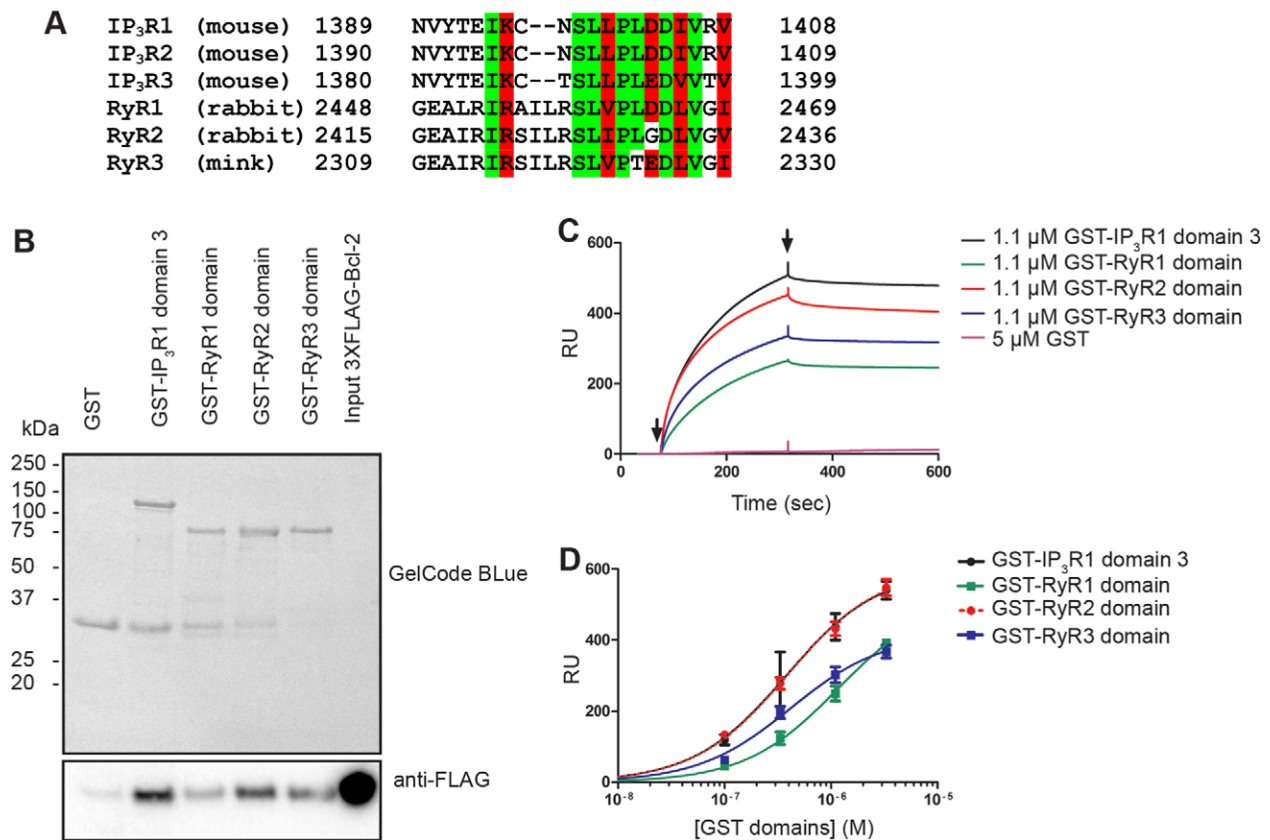 A
IP₃R1 (mouse) 1389 NVYTEIKC--NSLLPLDDIVRV 1408
IP₃R2 (mouse) 1390 NVYTEIKC--NSLLPLDDIVRV 1409
IP₃R3 (mouse) 1380 NVYTEIKC--TSLLPLEDVVTV 1399
RyR1 (rabbit) 2448 GEALRIRAILRSLVPLDDLVGI 2469
RyR2 (rabbit) 2415 GEAIRIRSILRSLIPLGDLVGV 2436
RyR3 (mink) 2309 GEAIRIRSILRSLVPTEDLVGI 2330
B
GST
GST-IP₃R1 domain 3
GST-RyR1 domain
GST-RyR2 domain
GST-RyR3 domain
Input 3XFLAG-Bcl-2
kDa
250 -
150 -
100 -
75 -
50 -
37 -
25 -
20 -
GelCode BLue
anti-FLAG
C
RU
600
400
200
0
0 200 400 600
Time (sec)
1.1 µM GST-IP₃R1 domain 3
1.1 µM GST-RyR1 domain
1.1 µM GST-RyR2 domain
1.1 µM GST-RyR3 domain
5 µM GST
D
RU
600
400
200
0
10⁻⁸ 10⁻⁷ 10⁻⁶ 10⁻⁵
[GST domains] (M)
GST-IP₃R1 domain 3
GST-RyR1 domain
GST-RyR2 domain
GST-RyR3 domain